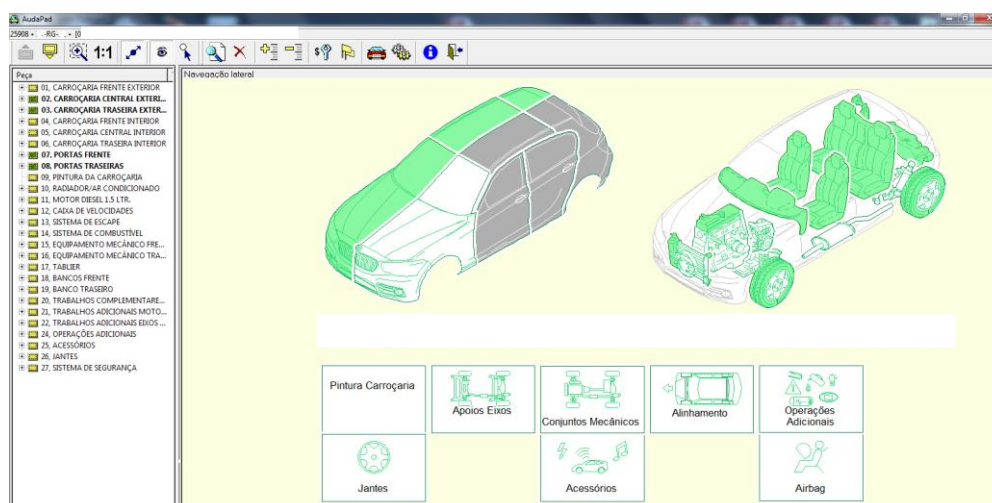 AudaPad
25908 • . -RG- . • [0
1:1
Peça
01, CARROÇARIA FRENTE EXTERIOR
02, CARROÇARIA CENTRAL EXTERI...
03, CARROÇARIA TRASEIRA EXTER...
04, CARROÇARIA FRENTE INTERIOR
05, CARROÇARIA CENTRAL INTERIOR
06, CARROÇARIA TRASEIRA INTERIOR
07, PORTAS FRENTE
08, PORTAS TRASEIRAS
09, PINTURA DA CARROÇARIA
10, RADIADOR/AR CONDICIONADO
11, MOTOR DIESEL 1.5 LTR.
12, CAIXA DE VELOCIDADES
13, SISTEMA DE ESCAPE
14, SISTEMA DE COMBUSTÍVEL
15, EQUIPAMENTO MECÂNICO FRE...
16, EQUIPAMENTO MECÂNICO TRA...
17, TABLIER
18, BANCOS FRENTE
19, BANCO TRASEIRO
20, TRABALHOS COMPLEMENTARE...
21, TRABALHOS ADICIONAIS MOTO...
22, TRABALHOS ADICIONAIS EIXOS ...
24, OPERAÇÕES ADICIONAIS
25, ACESSÓRIOS
26, JANTES
27, SISTEMA DE SEGURANÇA
Navegação lateral
Pintura Carroçaria
Apoios Eixos
Conjuntos Mecânicos
Alinhamento
Operações
Adicionais
Jantes
Acessórios
Airbag